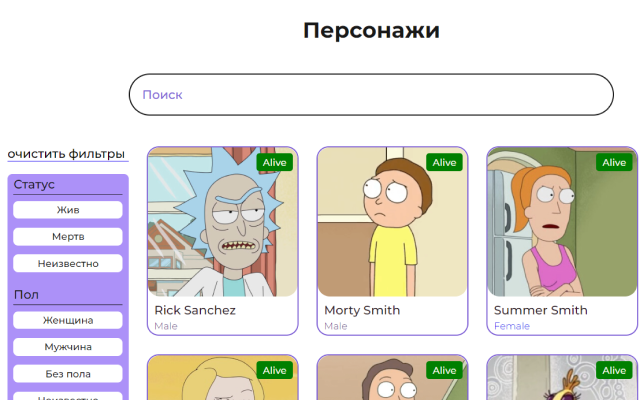 Персонажи
Поиск
очистить фильтры
Статус
Жив
Мертв
Неизвестно
Пол
Женщина
Мужчина
Без пола
Неизвестно
Alive
Alive
Alive
Rick Sanchez
Male
Morty Smith
Male
Summer Smith
Female
Alive
Alive
Alive